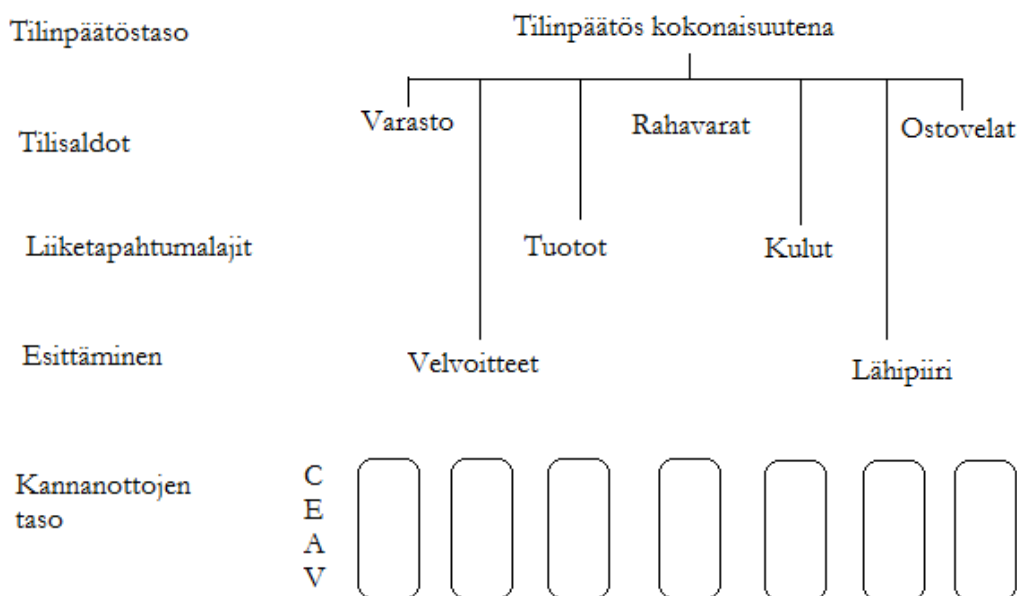 Tilinpäätöstaso
Tilinpäätös kokonaisuutena
Tilisaldot
Varasto
Rahavarat
Ostovelat
Liiketapahtumalajit
Tuotot
Kulut
Esittäminen
Velvoitteet
Lähipiiri
Kannanottojen
taso
C
E
A
V